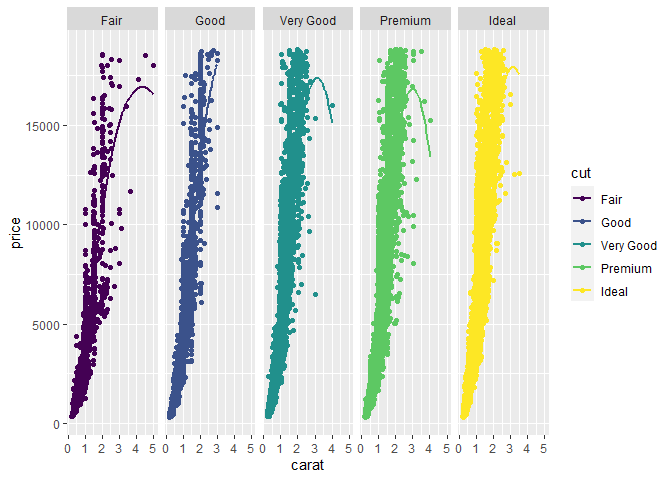 Fair Good Very Good Premium Ideal
15000
10000
5000
0
0 1 2 3 4 5 0 1 2 3 4 5 0 1 2 3 4 5 0 1 2 3 4 5 0 1 2 3 4 5
carat
price
cut
Fair
Good
Very Good
Premium
Ideal